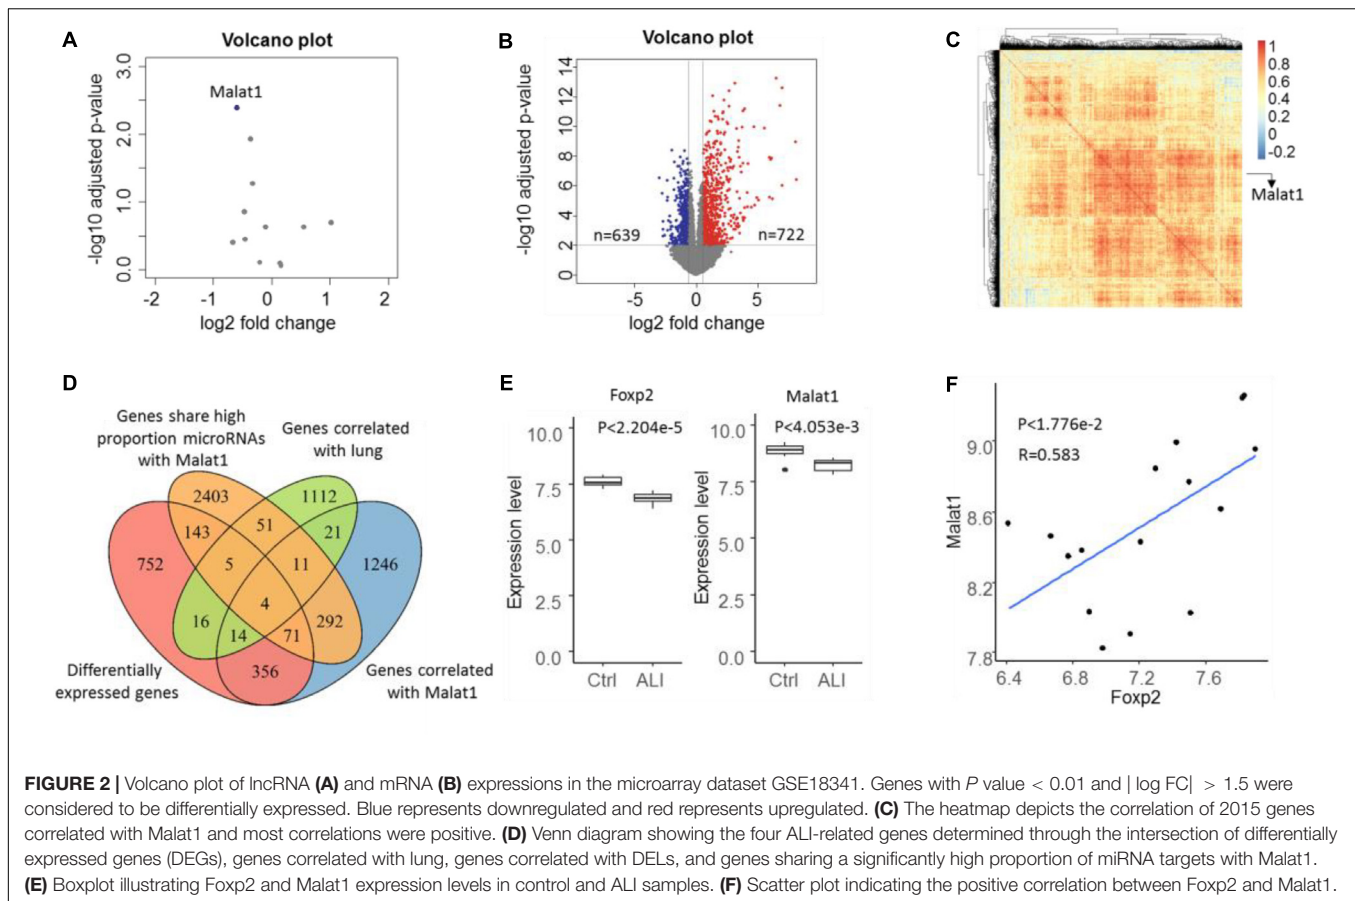 A
Volcano plot
Malat1
-log10 adjusted p-value
3.0
2.0
1.0
0.0
-2
-1
0
1
2
log2 fold change
B
Volcano plot
-log10 adjusted p-value
14
12
10
8
6
4
2
0
n=639
n=722
-5
0
5
log2 fold change
C
1
0.8
0.6
0.4
0.2
0
-0.2
Malat1
D
Genes share high
proportion microRNAs
with Malat1
Genes correlated
with lung
2403
1112
143
51
21
752
5
11
1246
16
4
292
14
71
356
Differentially
expressed genes
Genes correlated
with Malat1
E
Foxp2
P<2.204e-5
Expression level
10.0
7.5
5.0
2.5
0.0
Ctrl
ALI
Malat1
P<4.053e-3
Expression level
10.0
7.5
5.0
2.5
0.0
Ctrl
ALI
F
P<1.776e-2
R=0.583
Malat1
9.0
8.6
8.2
7.8
6.4
6.8
7.2
7.6
Foxp2
FIGURE 2 | Volcano plot of lncRNA (A) and mRNA (B) expressions in the microarray dataset GSE18341. Genes with P value < 0.01 and | log FC| > 1.5 were
considered to be differentially expressed. Blue represents downregulated and red represents upregulated. (C) The heatmap depicts the correlation of 2015 genes
correlated with Malat1 and most correlations were positive. (D) Venn diagram showing the four ALI-related genes determined through the intersection of differentially
expressed genes (DEGs), genes correlated with lung, genes correlated with DELs, and genes sharing a significantly high proportion of miRNA targets with Malat1.
(E) Boxplot illustrating Foxp2 and Malat1 expression levels in control and ALI samples. (F) Scatter plot indicating the positive correlation between Foxp2 and Malat1.